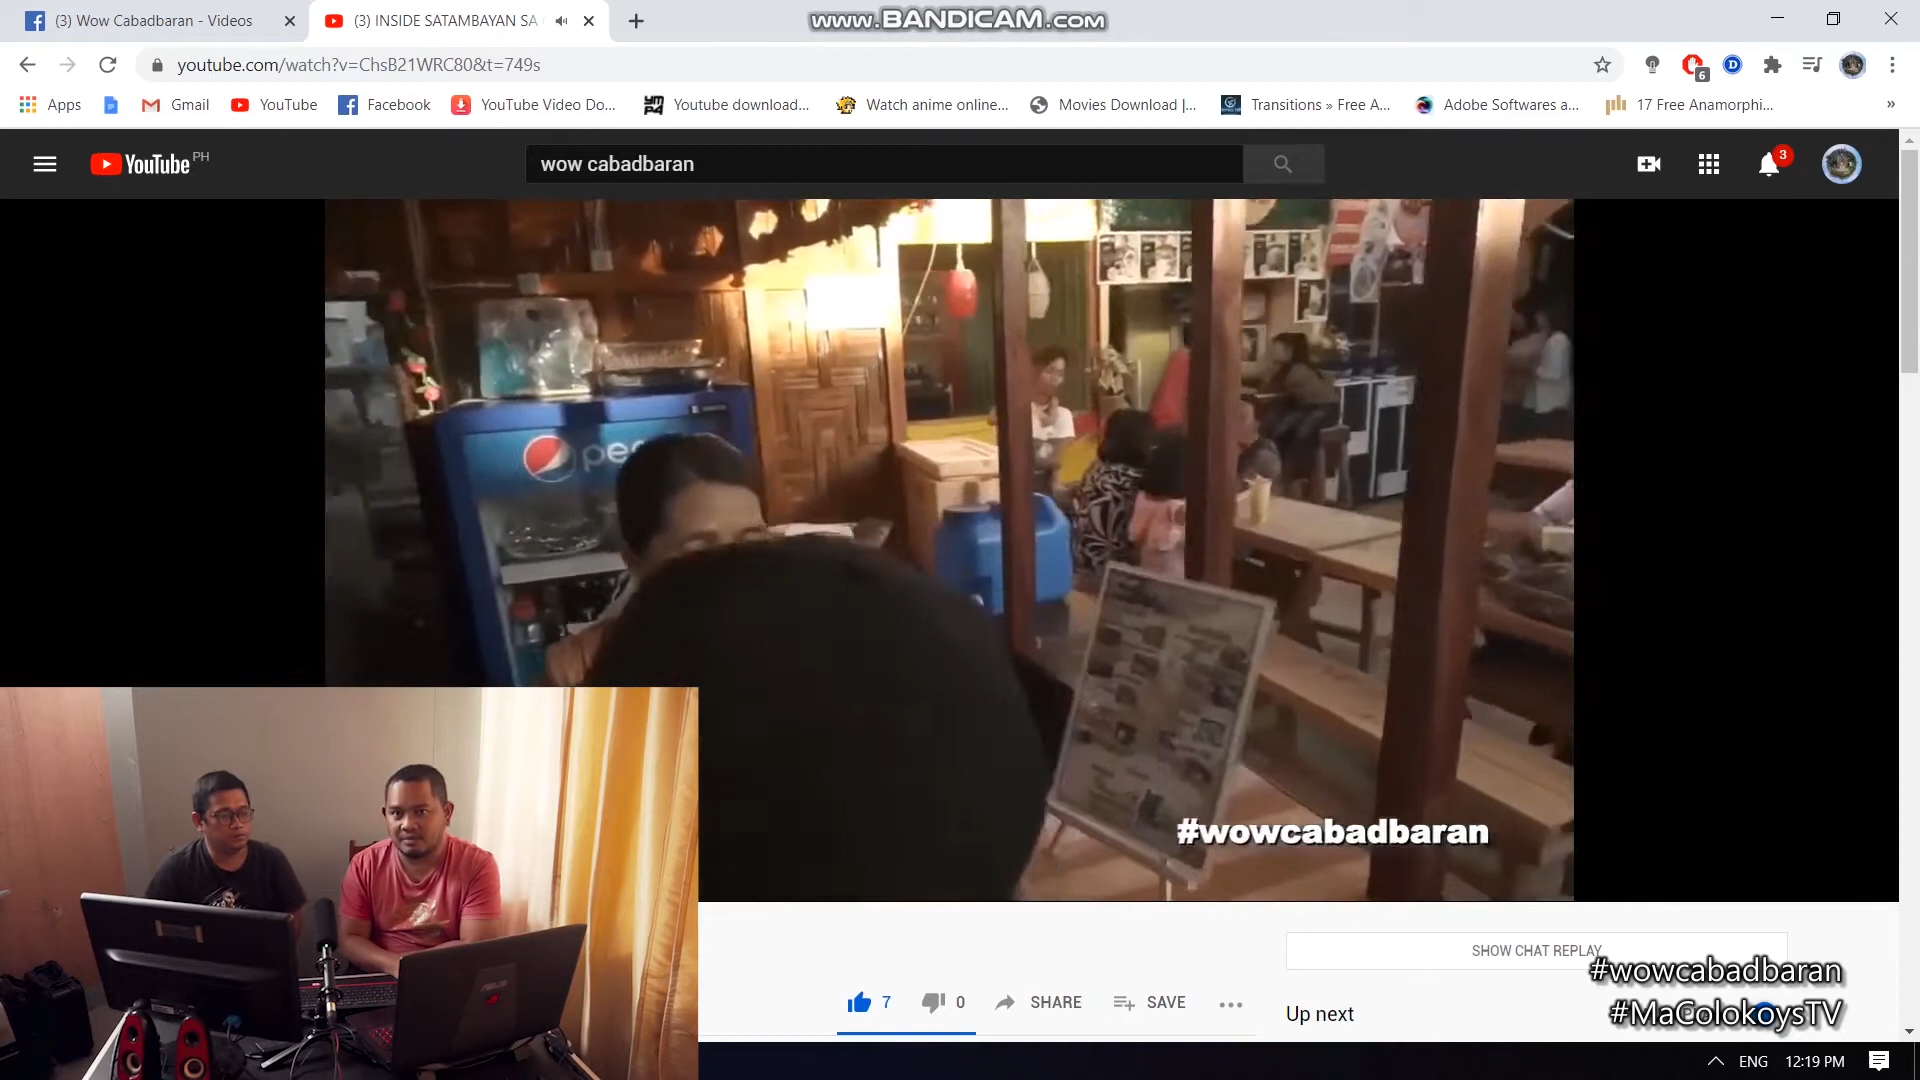 (3) Wow Cabadbaran - Videos
(3) INSIDE SATAMBAYAN SA
www.BANDICAM.com
youtube.com/watch?v=ChsB21WRC80&t=749s
6
Apps
Gmail
YouTube
Facebook
YouTube Video Do...
Youtube download...
Watch anime online...
Movies Download |...
Transitions » Free A...
Adobe Softwares a...
17 Free Anamorphi...
»
YouTube PH
wow cabadbaran
3
pe
#wowcabadbaran
7
0
SHARE
SAVE
SHOW CHAT REPLAY
Up next
#wowcabadbaran
#MaColokoysTV
ENG
12:19 PM